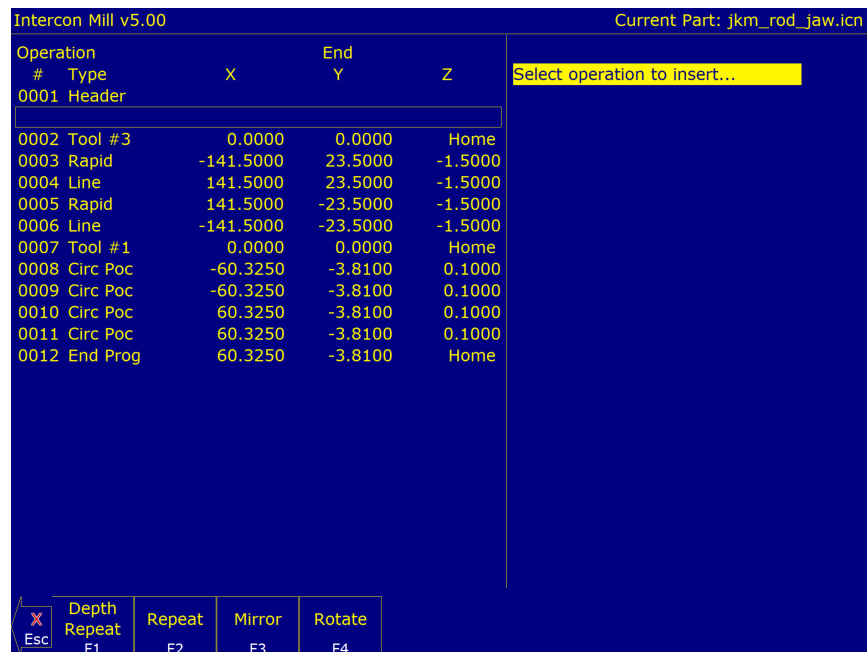 Intercon Mill v5.00 Current Part: jkm_rod_jaw.icn
Operation End
# Type X Y Z Select operation to insert...
0001 Header
0002 Tool #3 0.0000 0.0000 Home
0003 Rapid -141.5000 23.5000 -1.5000
0004 Line 141.5000 23.5000 -1.5000
0005 Rapid 141.5000 -23.5000 -1.5000
0006 Line -141.5000 -23.5000 -1.5000
0007 Tool #1 0.0000 0.0000 Home
0008 Circ Poc -60.3250 -3.8100 0.1000
0009 Circ Poc -60.3250 -3.8100 0.1000
0010 Circ Poc 60.3250 -3.8100 0.1000
0011 Circ Poc 60.3250 -3.8100 0.1000
0012 End Prog 60.3250 -3.8100 Home
X Depth Repeat Mirror Rotate
Esc Repeat
F1 F2 F3 F4